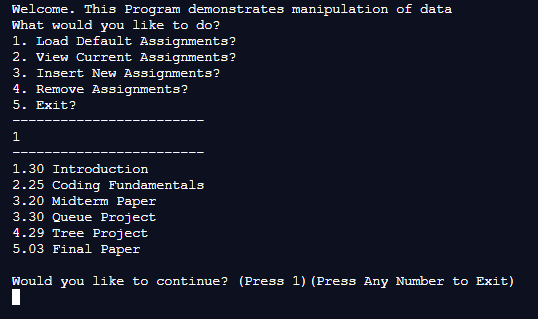 Welcome. This Program demonstrates manipulation of data
What would you like to do?
1. Load Default Assignments?
2. View Current Assignments?
3. Insert New Assignments?
4. Remove Assignments?
5. Exit?
------------------------
1
------------------------
1.30 Introduction
2.25 Coding Fundamentals
3.20 Midterm Paper
3.30 Queue Project
4.29 Tree Project
5.03 Final Paper
Would you like to continue? (Press 1)(Press Any Number to Exit)